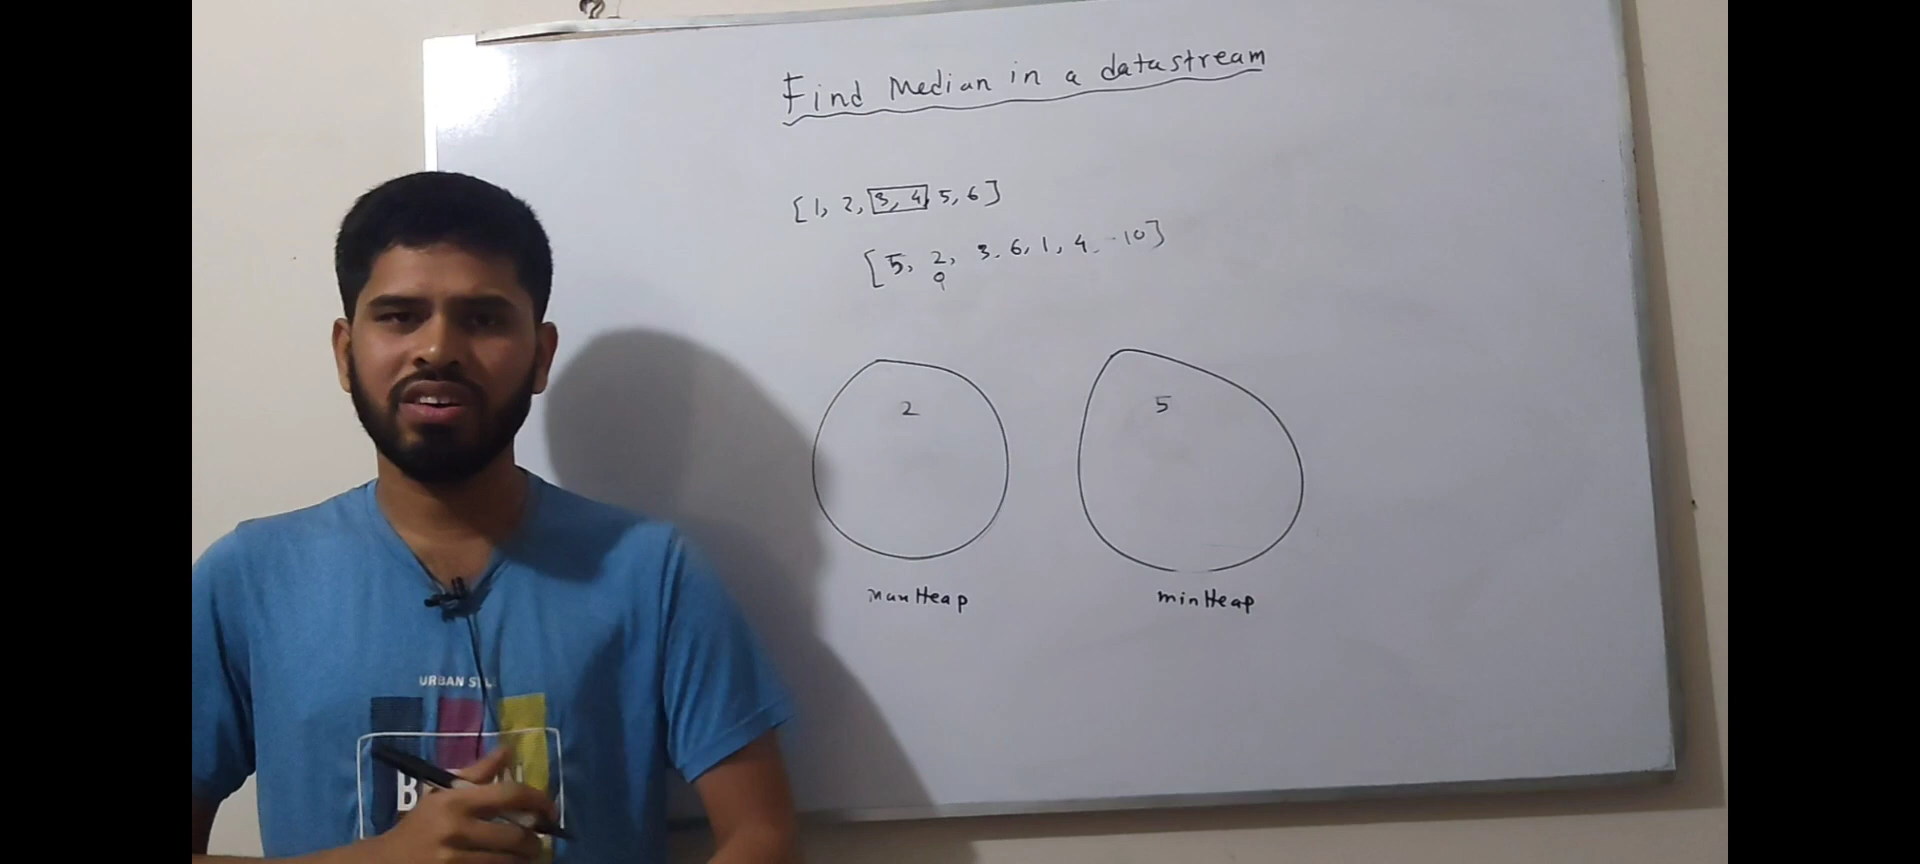 Find Median in a datastream
[1, 2, 3, 4, 5, 6]
[5, 2, 3, 6, 1, 4, -10]
2
5
maxHeap
minHeap
URBAN